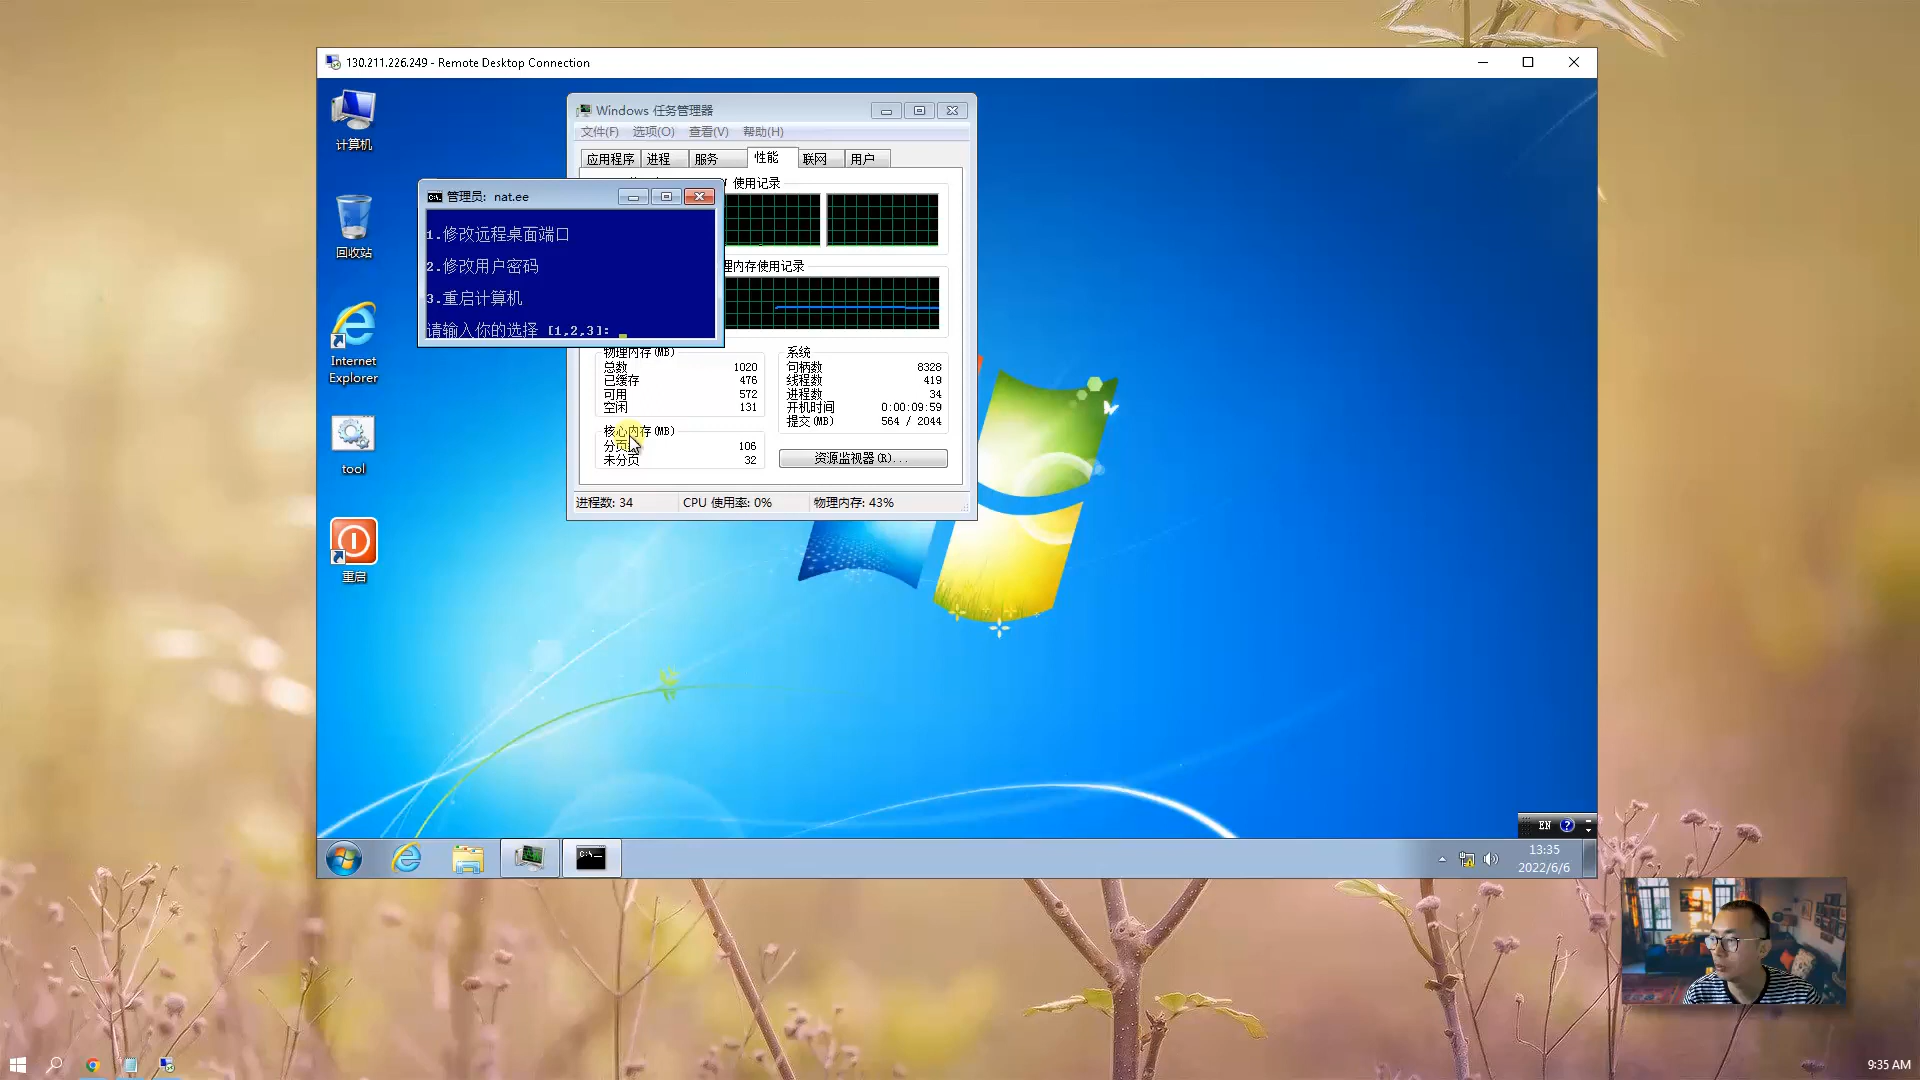 130.211.226.249 - Remote Desktop Connection
计算机
回收站
Internet
Explorer
tool
重启
Windows 任务管理器
文件(F) 选项(O) 查看(V) 帮助(H)
应用程序 进程 服务 性能 联网 用户
使用记录
管理员: nat.ee
1.修改远程桌面端口
2.修改用户密码
3.重启计算机
请输入你的选择 [1,2,3]:
理内存使用记录
物理内存(MB)
总数 1020
已缓存 476
可用 572
空闲 131
系统
句柄数 8328
线程数 419
进程数 34
开机时间 0:00:09:59
提交(MB) 564 / 2044
核心内存(MB)
分页 106
未分页 32
资源监视器(R)...
进程数: 34 CPU 使用率: 0% 物理内存: 43%
EN
13:35
2022/6/6
9:35 AM